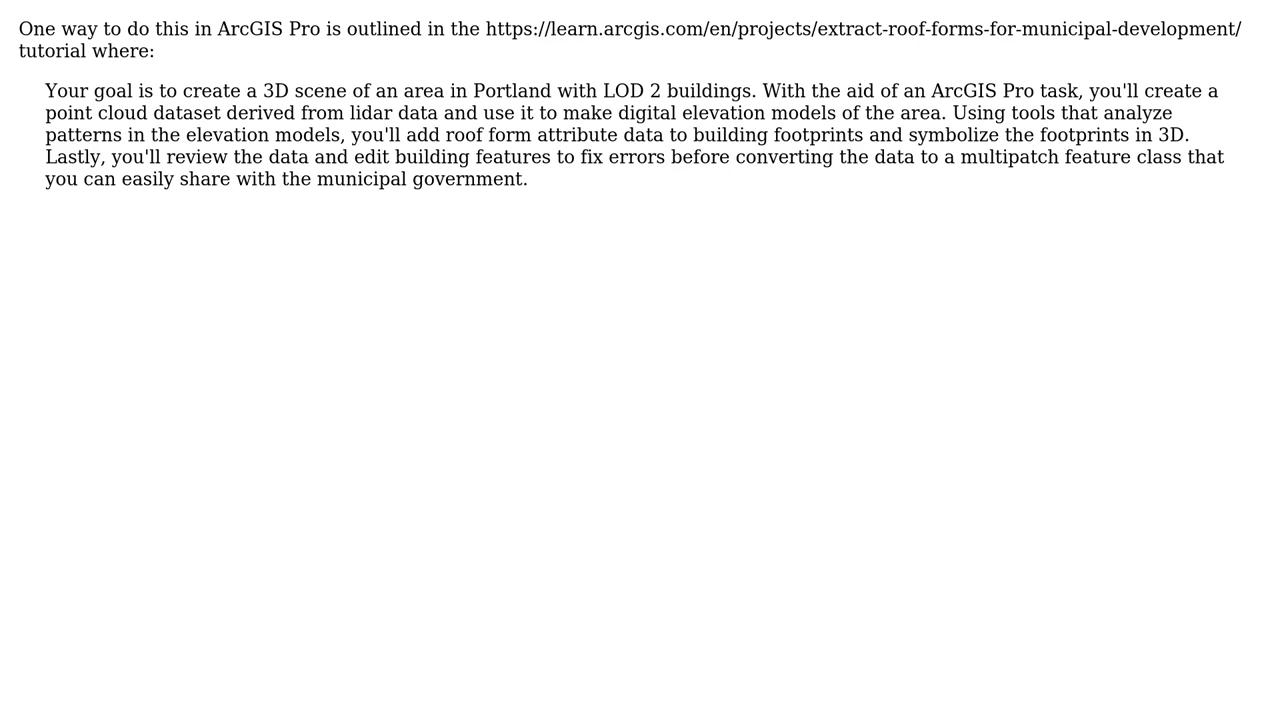 One way to do this in ArcGIS Pro is outlined in the https://learn.arcgis.com/en/projects/extract-roof-forms-for-municipal-development/
tutorial where:
Your goal is to create a 3D scene of an area in Portland with LOD 2 buildings. With the aid of an ArcGIS Pro task, you'll create a
point cloud dataset derived from lidar data and use it to make digital elevation models of the area. Using tools that analyze
patterns in the elevation models, you'll add roof form attribute data to building footprints and symbolize the footprints in 3D.
Lastly, you'll review the data and edit building features to fix errors before converting the data to a multipatch feature class that
you can easily share with the municipal government.